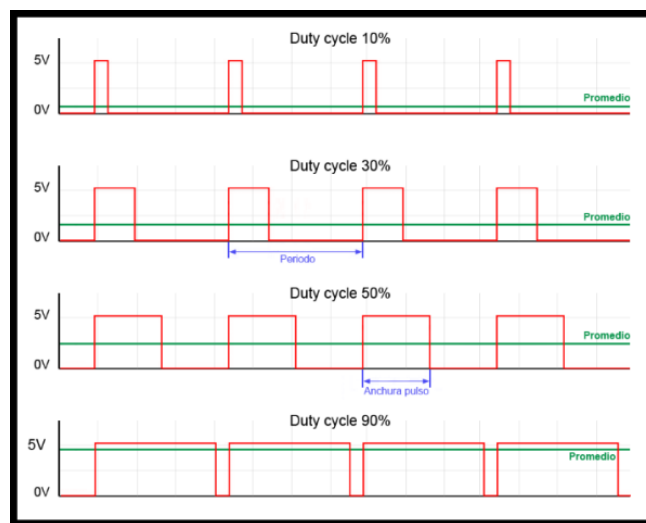 Duty cycle 10%
5V
Promedio
0V
Duty cycle 30%
5V
Promedio
0V
Periodo
Duty cycle 50%
5V
Promedio
0V
Anchura pulso
Duty cycle 90%
5V
Promedio
0V